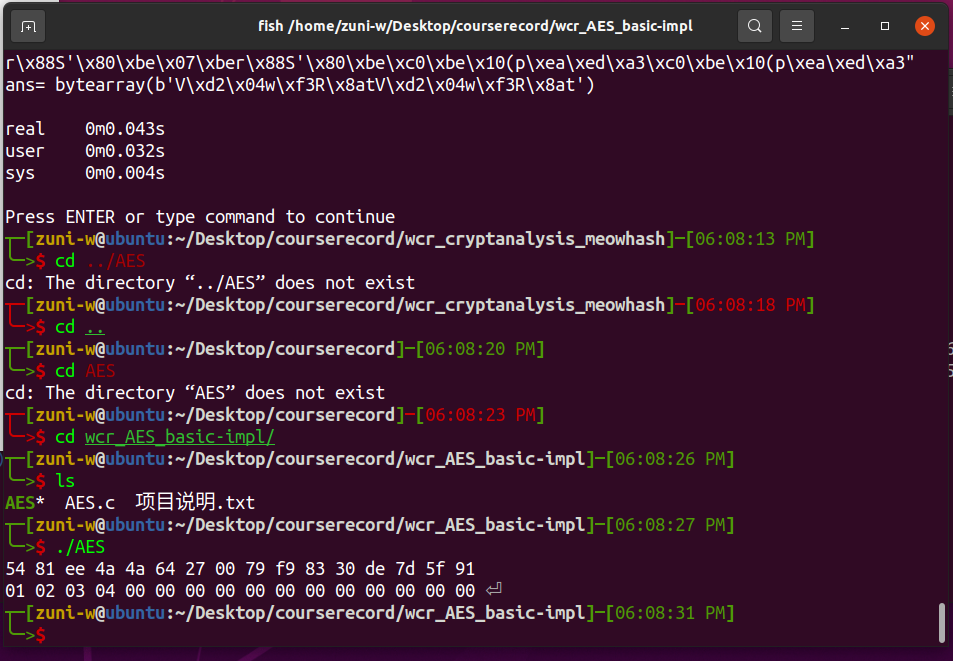 fish /home/zuni-w/Desktop/courserecord/wcr_AES_basic-impl
r\x88S'\x80\xbe\x07\xber\x88S'\x80\xbe\xc0\xbe\x10(p\xea\xed\xa3\xc0\xbe\x10(p\xea\xed\xa3"
ans= bytearray(b'V\xd2\x04w\xf3R\x8atV\xd2\x04w\xf3R\x8at')
real    0m0.043s
user    0m0.032s
sys     0m0.004s
Press ENTER or type command to continue
┬─[zuni-w@ubuntu:~/Desktop/courserecord/wcr_cryptanalysis_meowhash]─[06:08:13 PM]
╰─>$ cd ../AES
cd: The directory “../AES” does not exist
┬─[zuni-w@ubuntu:~/Desktop/courserecord/wcr_cryptanalysis_meowhash]─[06:08:18 PM]
╰─>$ cd ..
┬─[zuni-w@ubuntu:~/Desktop/courserecord]─[06:08:20 PM]
╰─>$ cd AES
cd: The directory “AES” does not exist
┬─[zuni-w@ubuntu:~/Desktop/courserecord]─[06:08:23 PM]
╰─>$ cd wcr_AES_basic-impl/
┬─[zuni-w@ubuntu:~/Desktop/courserecord/wcr_AES_basic-impl]─[06:08:26 PM]
╰─>$ ls
AES*  AES.c  项目说明.txt
┬─[zuni-w@ubuntu:~/Desktop/courserecord/wcr_AES_basic-impl]─[06:08:27 PM]
╰─>$ ./AES
54 81 ee 4a 4a 64 27 00 79 f9 83 30 de 7d 5f 91
01 02 03 04 00 00 00 00 00 00 00 00 00 00 00 00 ⏎
┬─[zuni-w@ubuntu:~/Desktop/courserecord/wcr_AES_basic-impl]─[06:08:31 PM]
╰─>$